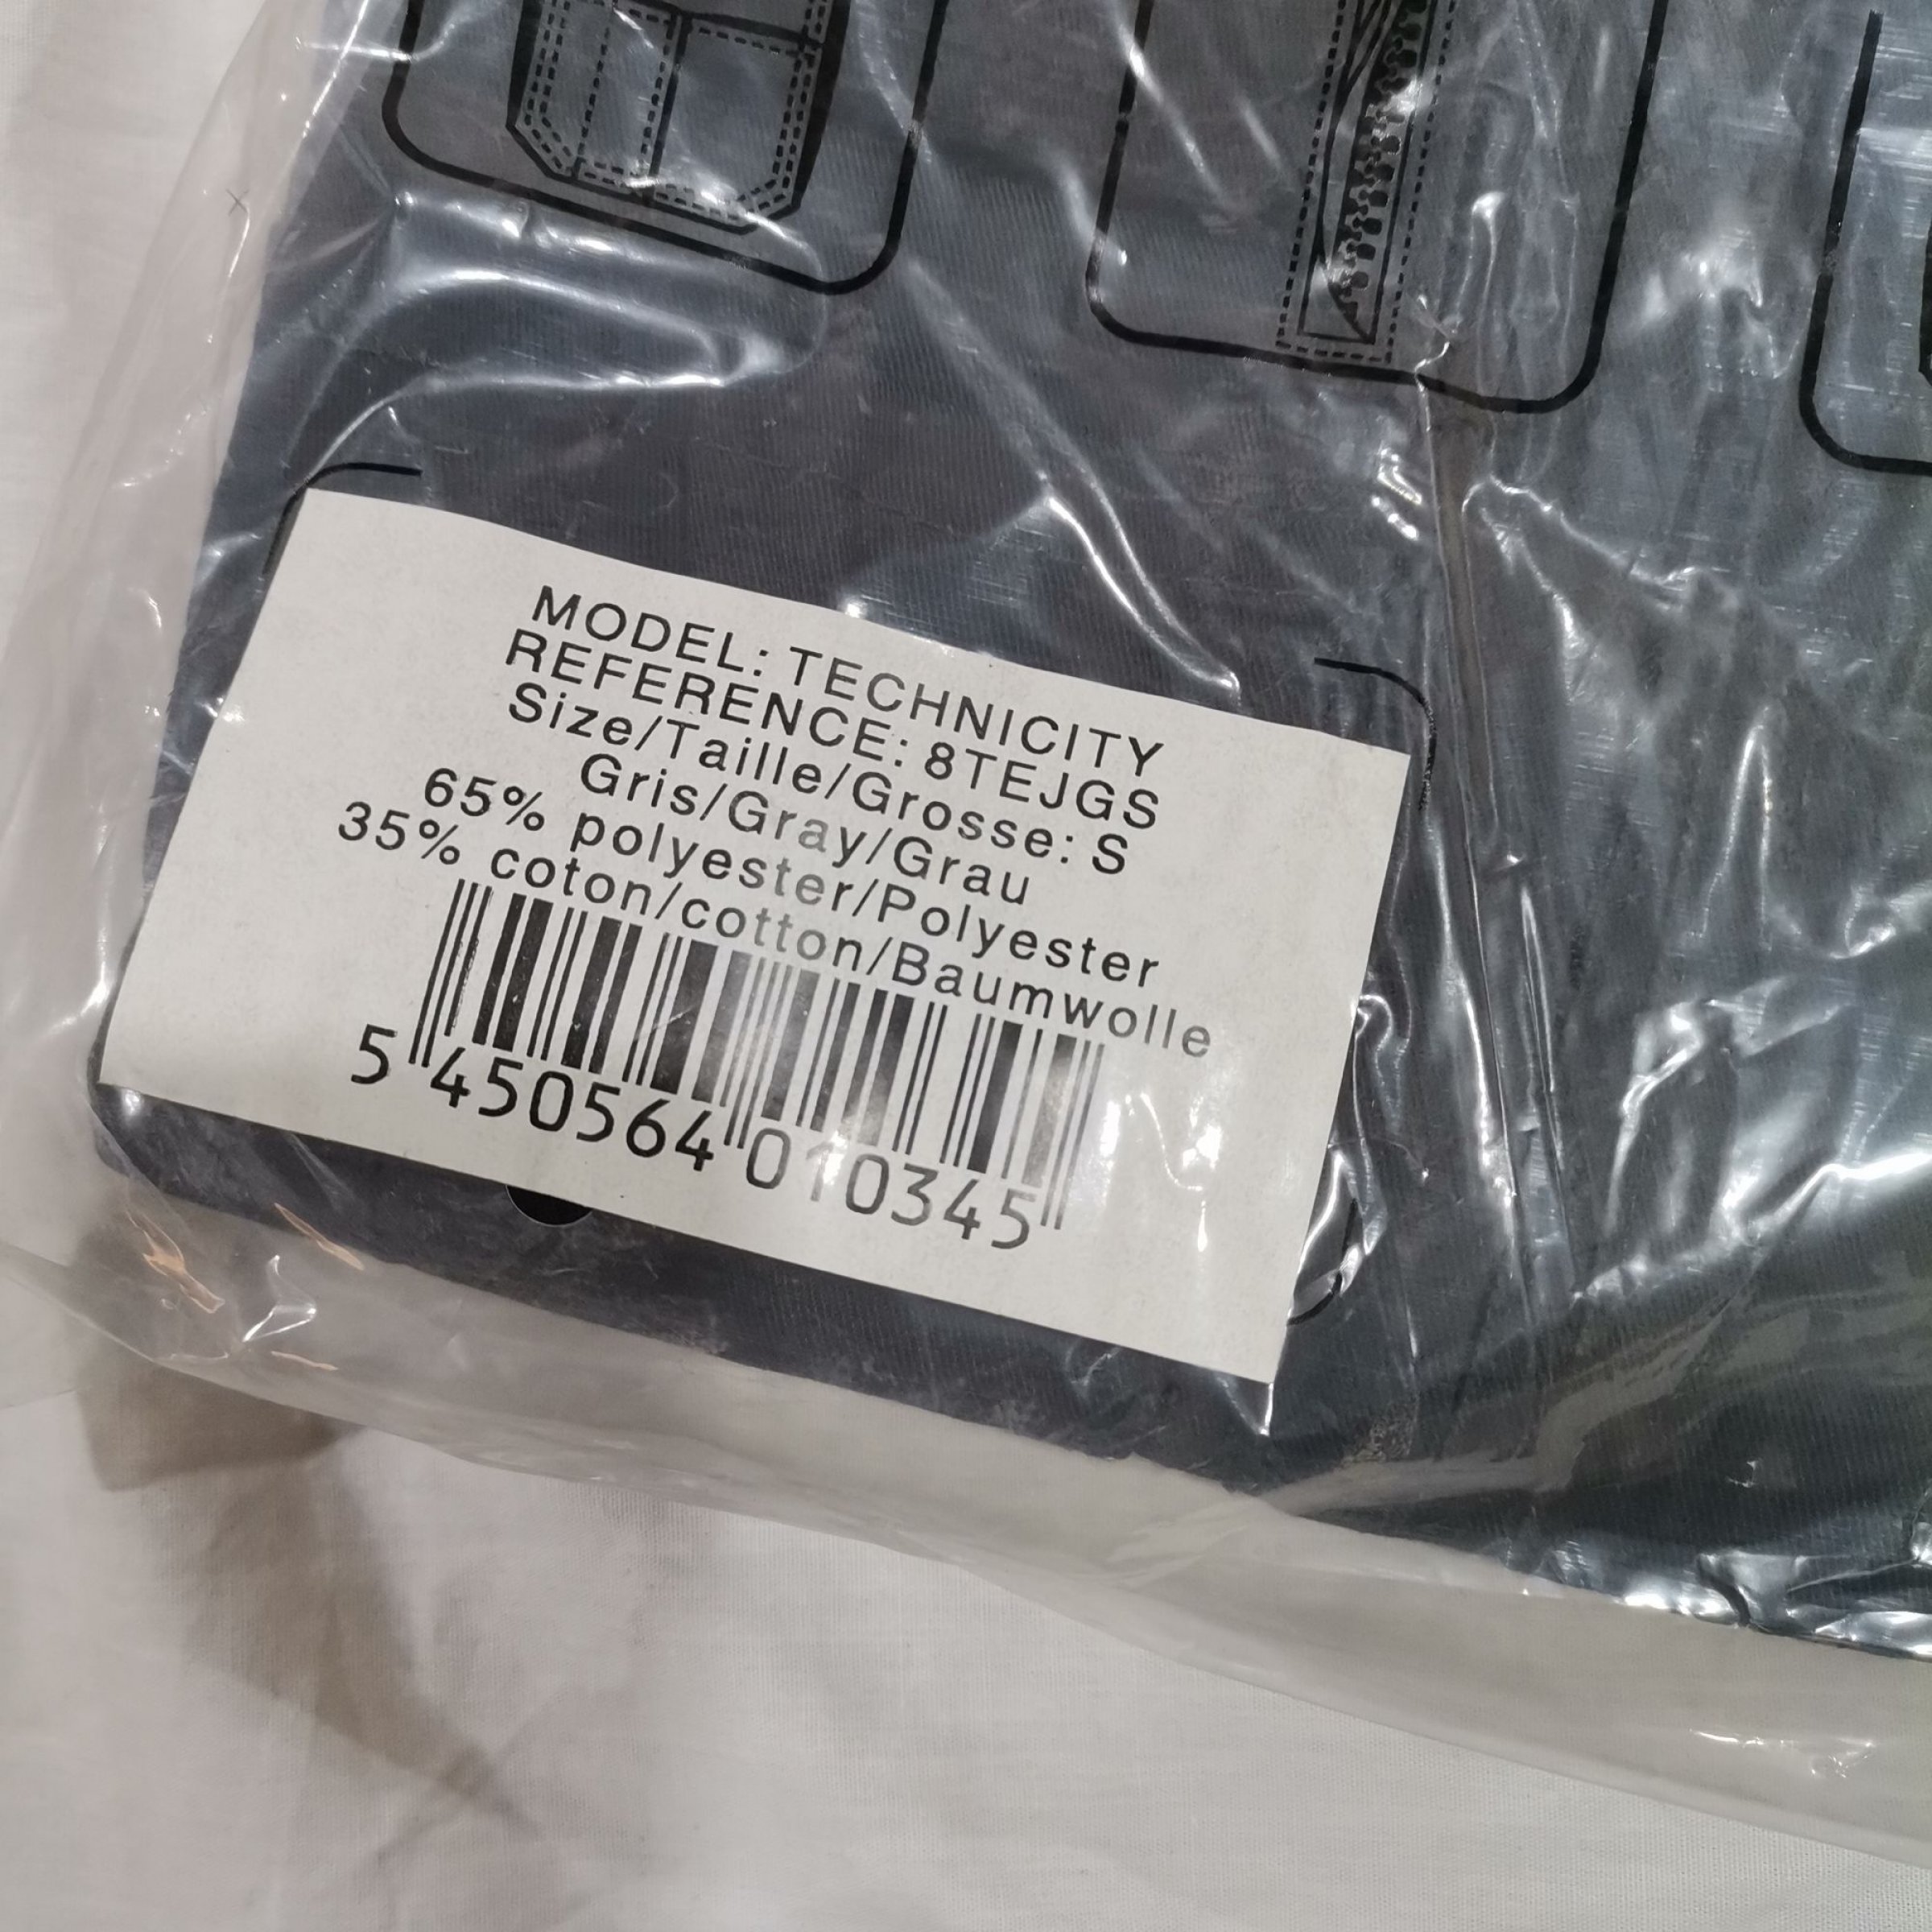 MODEL: TECHNICITY
REFERENCE: 8TEJGS
Size/Taille/Grosse: S
Gris/Gray/Grau
65% polyester/Polyester
35% coton/cotton/Baumwolle
5 450564 010345